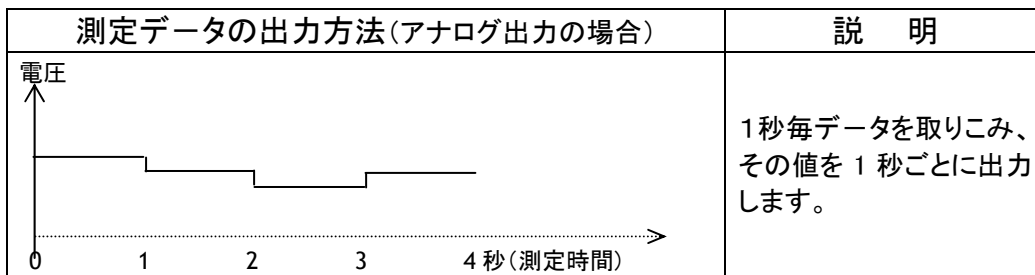 測定データの出力方法(アナログ出力の場合)
説 明
電圧
0 1 2 3 4秒(測定時間)
1秒毎データを取りこみ、
その値を 1 秒ごとに出力
します。